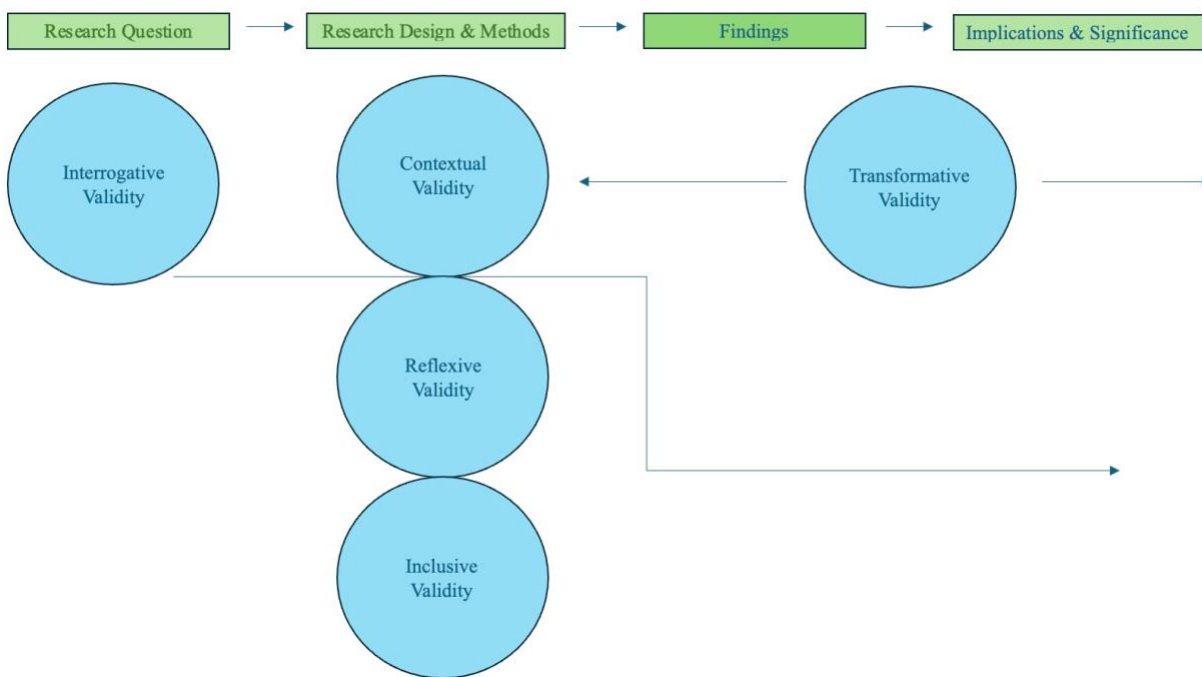 Research Question
Research Design & Methods
Findings
Implications & Significance
Interrogative
Validity
Contextual
Validity
Transformative
Validity
Reflexive
Validity
Inclusive
Validity